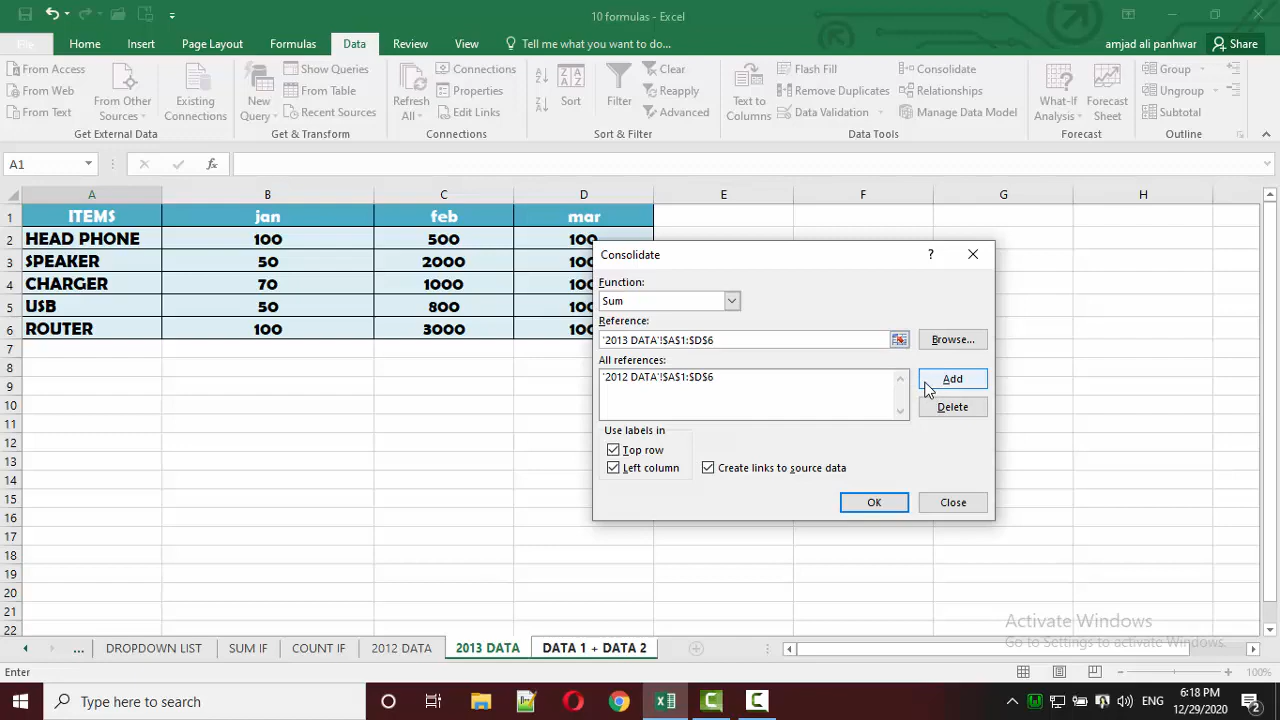 10 formulas - Excel
File Home Insert Page Layout Formulas Data Review View Tell me what you want to do... amjad ali panhwar Share
From Access
From Web
From Text
From Other Sources
Existing Connections
Get External Data
New Query
Show Queries
From Table
Recent Sources
Get & Transform
Refresh All
Connections
Properties
Edit Links
Connections
Sort
Filter
Clear
Reapply
Advanced
Sort & Filter
Text to Columns
Flash Fill
Remove Duplicates
Data Validation
Consolidate
Relationships
Manage Data Model
Data Tools
What-If Analysis
Forecast Sheet
Forecast
Group
Ungroup
Subtotal
Outline
A1 fx
A B C D E F G H
1 ITEMS jan feb mar
2 HEAD PHONE 100 500 100
3 SPEAKER 50 2000 100
4 CHARGER 70 1000 100
5 USB 50 800 100
6 ROUTER 100 3000 100
7
8
9
10
11
12
13
14
15
16
17
18
19
20
21
22
Consolidate ?
Function:
Sum
Reference:
'2013 DATA'!$A$1:$D$6 Browse...
All references:
'2012 DATA'!$A$1:$D$6 Add
Delete
Use labels in
Top row
Left column Create links to source data
OK Close
Activate Windows
Go to Settings to activate Windows.
... DROPDOWN LIST SUM IF COUNT IF 2012 DATA 2013 DATA DATA 1 + DATA 2
Enter 100%
Type here to search ENG 6:18 PM
12/29/2020 2